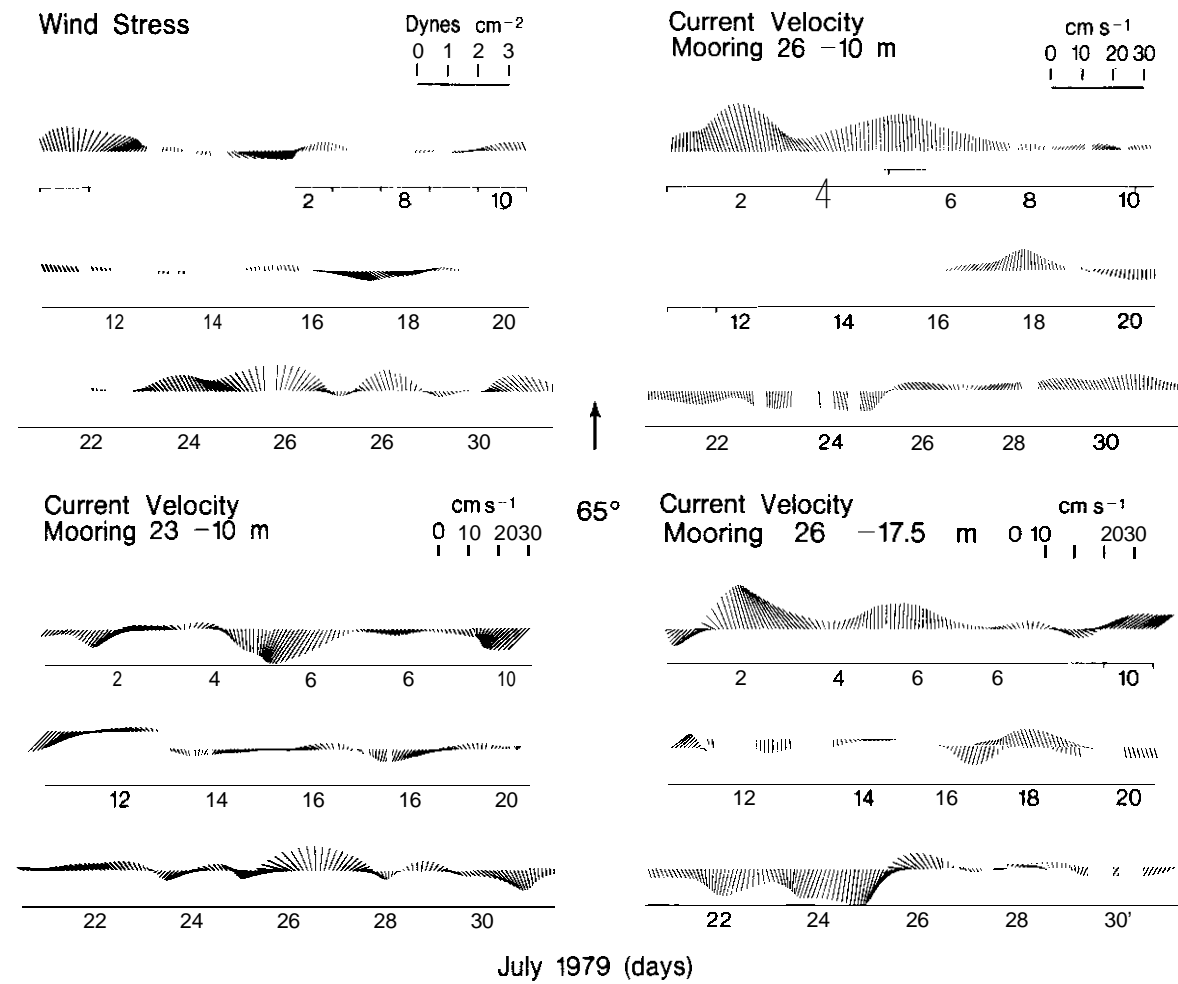 Wind Stress
Dynes cm-2
0 1 2 3
2 8 10
12 14 16 18 20
22 24 26 26 30
Current Velocity
Mooring 26 -10 m
cm s-1
0 10 20 30
2 4 6 8 10
12 14 16 18 20
22 24 26 28 30
65°
Current Velocity
Mooring 23 -10 m
cm s-1
0 10 2030
2 4 6 6 10
12 14 16 16 20
22 24 26 28 30
Current Velocity
Mooring 26 -17.5 m
cm s-1
0 10 2030
2 4 6 6 10
12 14 16 18 20
22 24 26 28 30'
July 1979 (days)